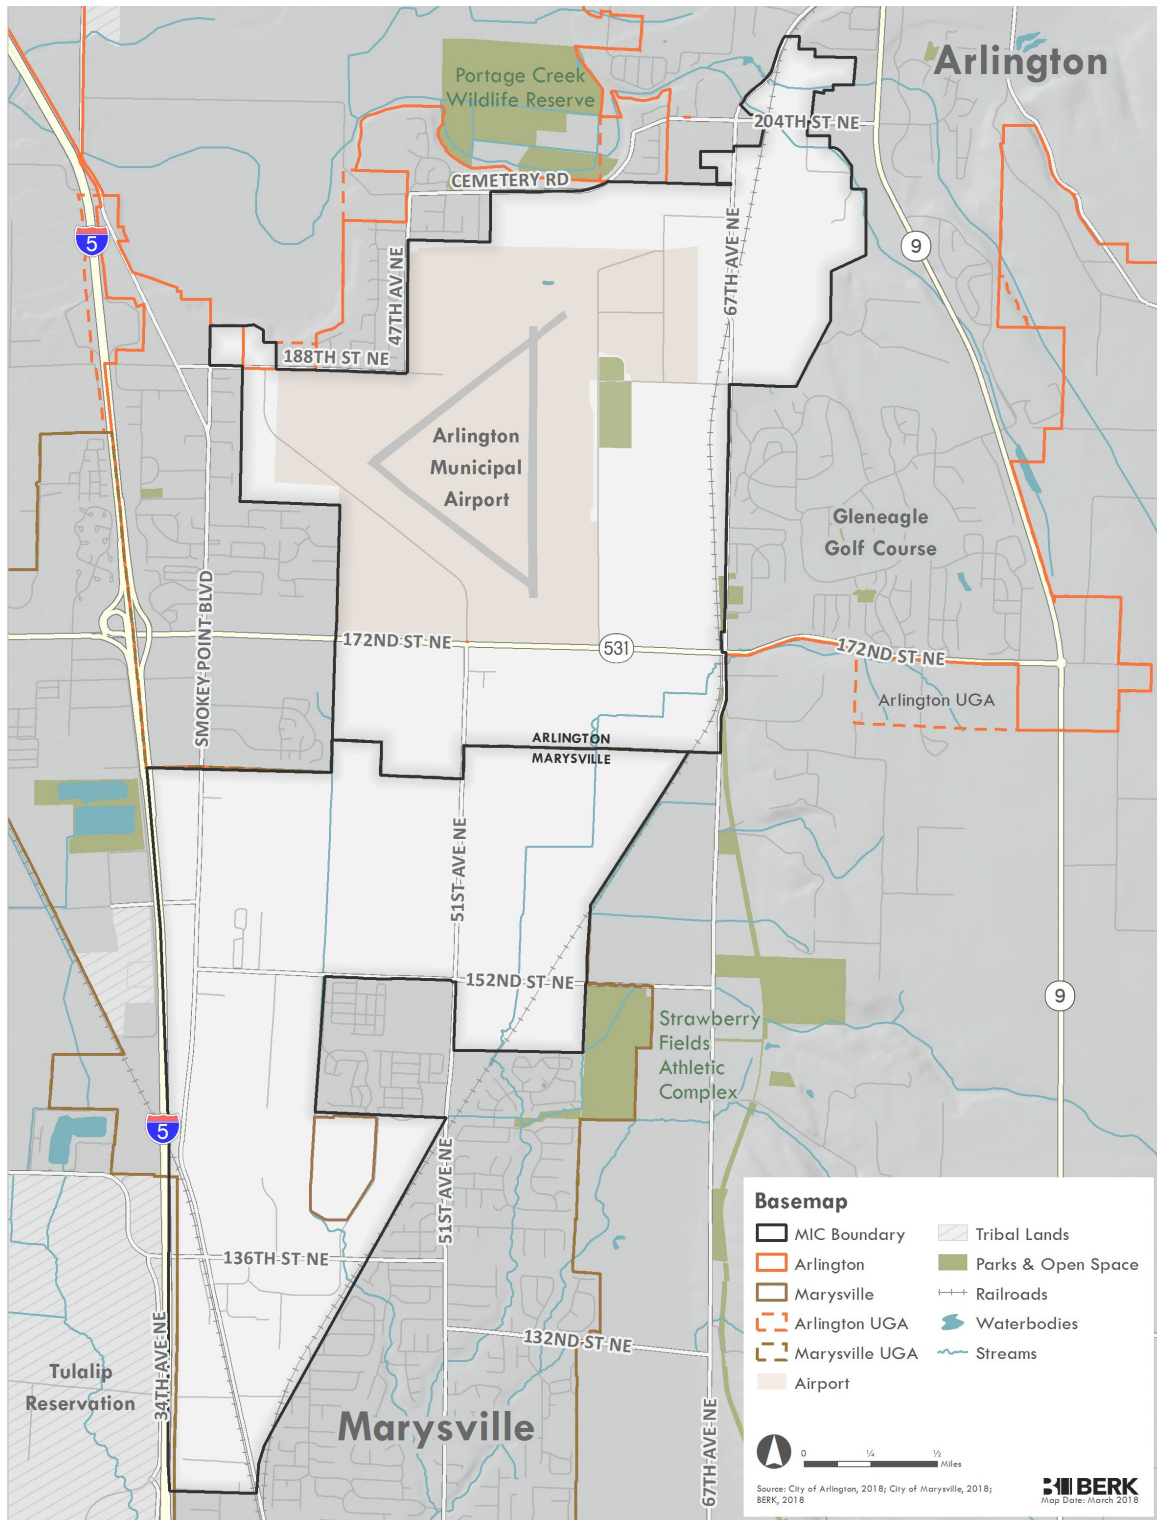 Arlington
Portage Creek
Wildlife Reserve
204TH ST NE
CEMETERY RD
5
9
47TH AV NE
67TH AVE NE
188TH ST NE
Arlington
Municipal
Airport
Gleneagle
Golf Course
SMOKEY POINT BLVD
172ND ST NE
531
172ND ST NE
Arlington UGA
ARLINGTON
MARYSVILLE
51ST AVE NE
152ND ST NE
9
Strawberry
Fields
Athletic
Complex
5
51ST AVE NE
136TH ST NE
132ND ST NE
34TH AVE NE
Tulalip
Reservation
Marysville
67TH AVE NE
Basemap
MIC Boundary
Arlington
Marysville
Arlington UGA
Marysville UGA
Airport
Tribal Lands
Parks & Open Space
Railroads
Waterbodies
Streams
0 ¼ ½
Miles
Source: City of Arlington, 2018; City of Marysville, 2018;
BERK, 2018
BERK
Map Date: March 2018